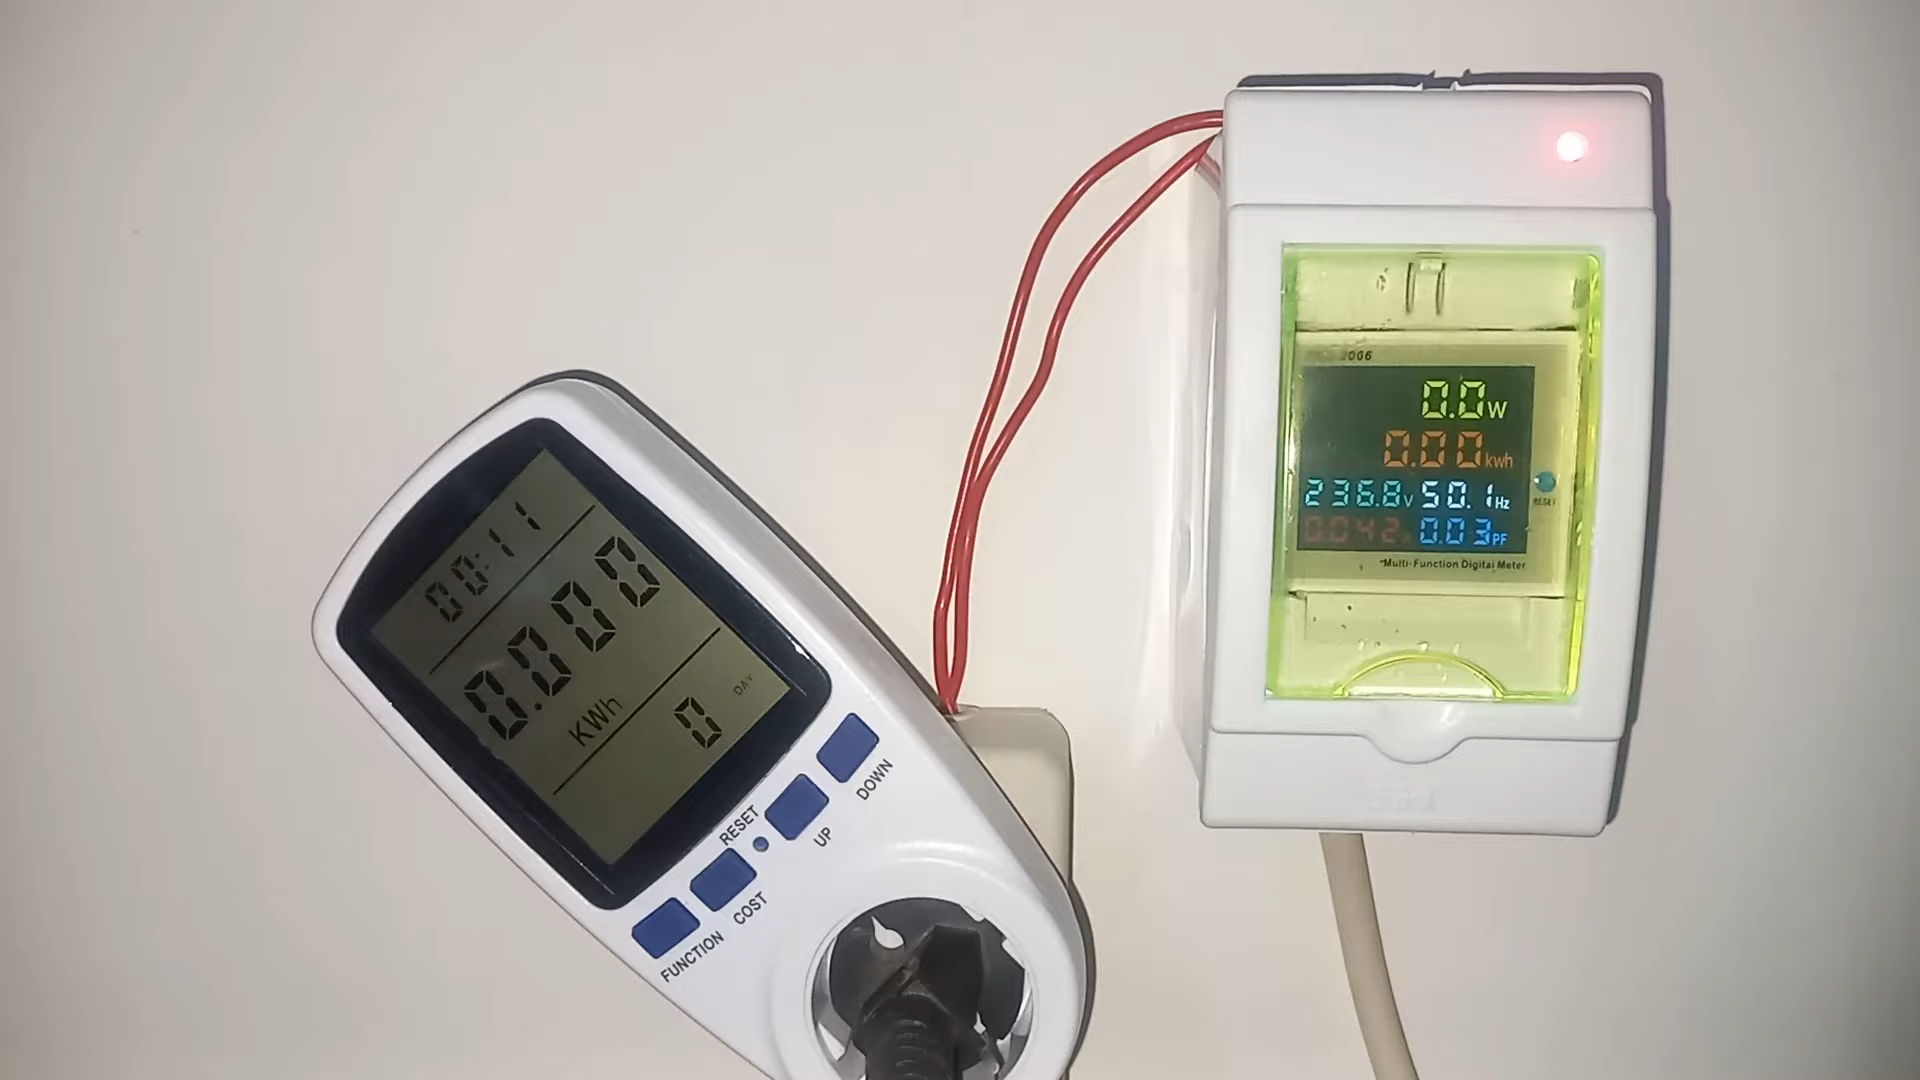 00:11
0.000
KWh
0 DAY
RESET
DOWN
UP
COST
FUNCTION
2006
0.0W
0.00kwh
236.8V 50.1Hz
0.042 0.03PF
RESET
Multi-Function Digital Meter